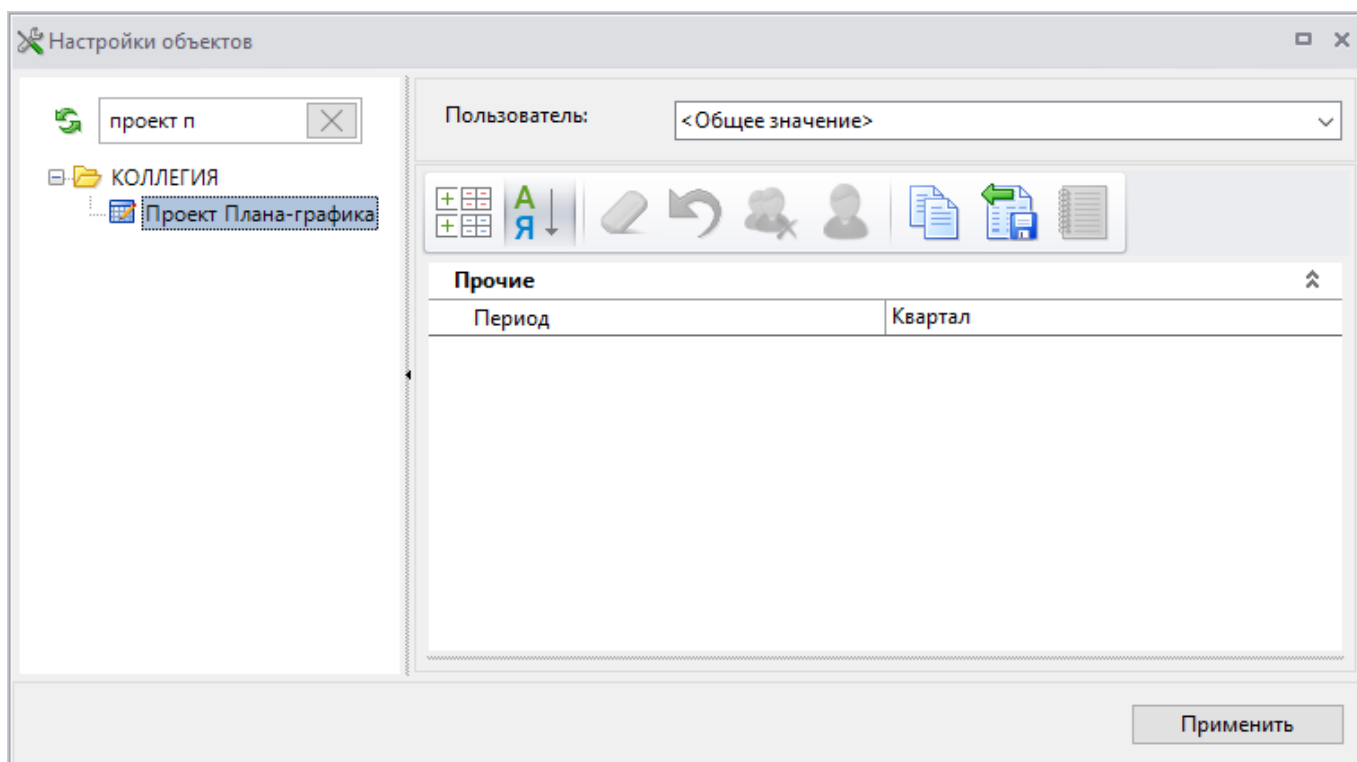 Настройки объектов
проект п
КОЛЛЕГИЯ
Проект Плана-графика
Пользователь:
<Общее значение>
А
Я
Прочие
Период
Квартал
Применить